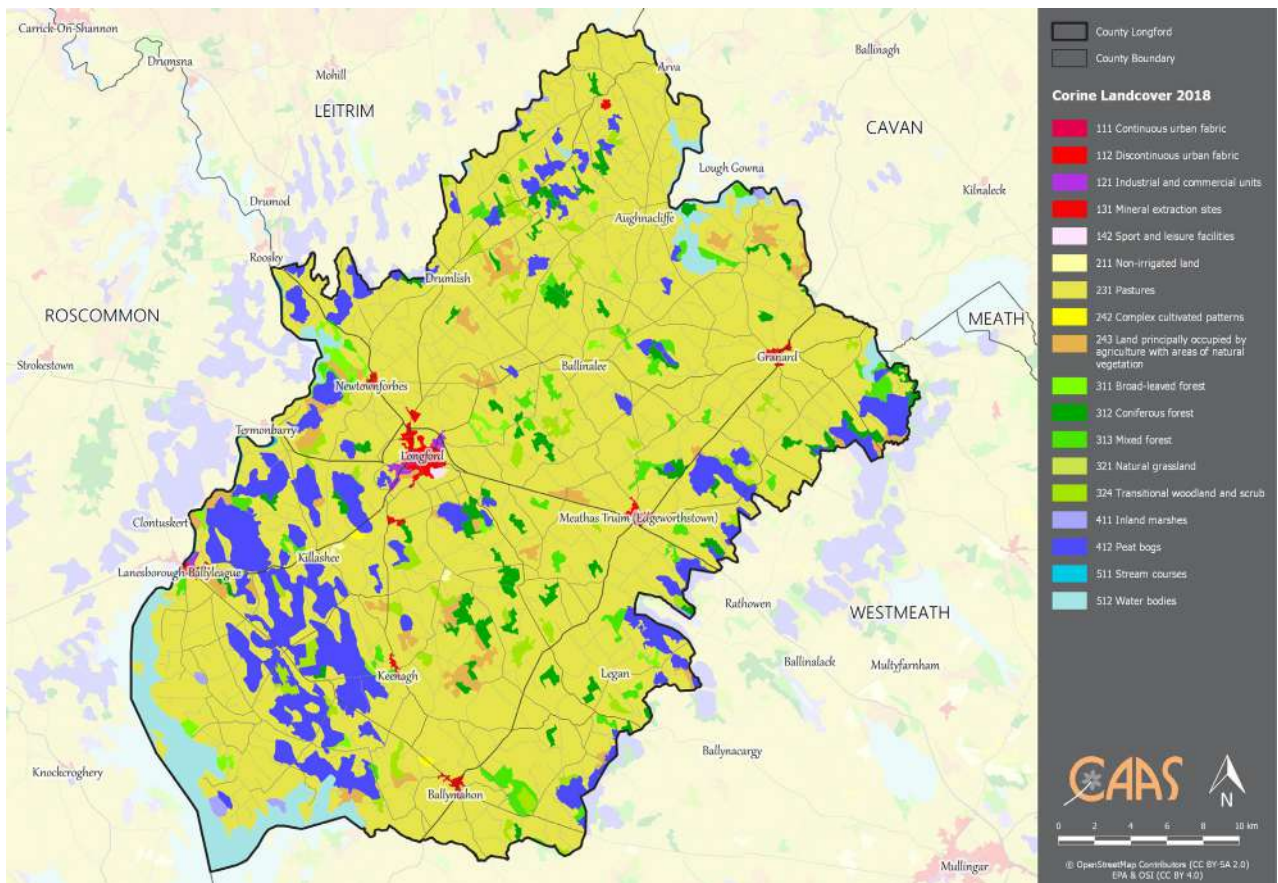 Carrick-On-Shannon
Drumsna
Mohill
Arva
Ballinagh
LEITRIM
CAVAN
Lough Gowna
Kilnaleck
Drumod
Aughnacliffe
Roosky
Drumlish
ROSCOMMON
MEATH
Strokestown
Ballinalee
Granard
Newtownforbes
Termonbarry
Longford
Clontuskert
Meathas Truim (Edgeworthstown)
Killashee
Lanesborough-Ballyleague
Rathowen
WESTMEATH
Ballinalack
Multyfarnham
Keenagh
Legan
Ballynacargy
Knockcroghery
Ballymahon
Mullingar
County Longford
County Boundary
Corine Landcover 2018
111 Continuous urban fabric
112 Discontinuous urban fabric
121 Industrial and commercial units
131 Mineral extraction sites
142 Sport and leisure facilities
211 Non-irrigated land
231 Pastures
242 Complex cultivated patterns
243 Land principally occupied by
agriculture with areas of natural
vegetation
311 Broad-leaved forest
312 Coniferous forest
313 Mixed forest
321 Natural grassland
324 Transitional woodland and scrub
411 Inland marshes
412 Peat bogs
511 Stream courses
512 Water bodies
CAAS
N
0 2 4 6 8 10 km
© OpenStreetMap Contributors (CC BY-SA 2.0)
EPA & OSI (CC BY 4.0)